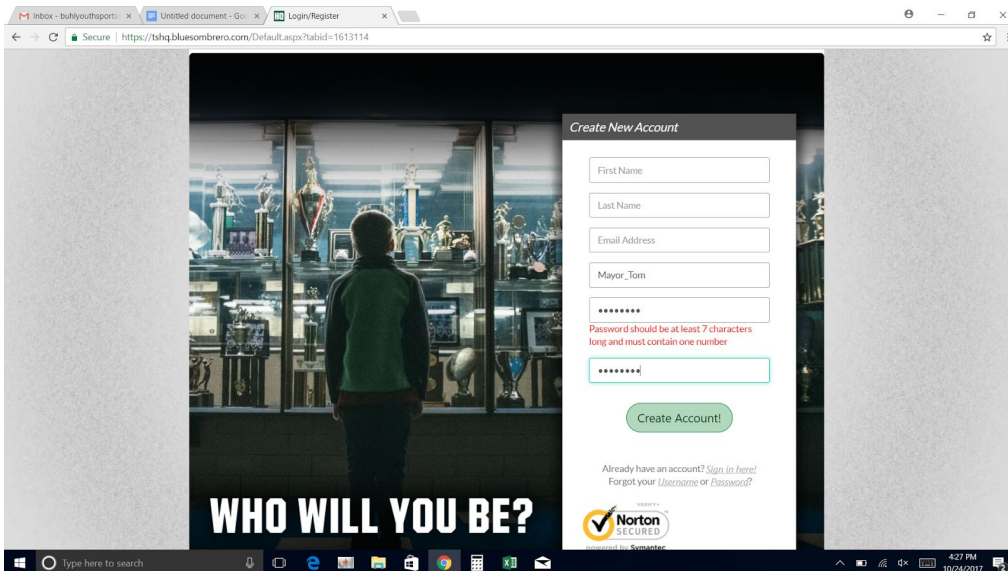 Inbox - buhlyouthsports
Untitled document - Goo
Login/Register
Secure
https://tshq.bluesombrero.com/Default.aspx?tabid=1613114
Create New Account
First Name
Last Name
Email Address
Mayor_Tom
Password should be at least 7 characters
long and must contain one number
Create Account!
Already have an account? Sign in here!
Forgot your Username or Password?
WHO WILL YOU BE?
Norton
SECURED
powered by Symantec
Type here to search
4:27 PM
10/24/2017